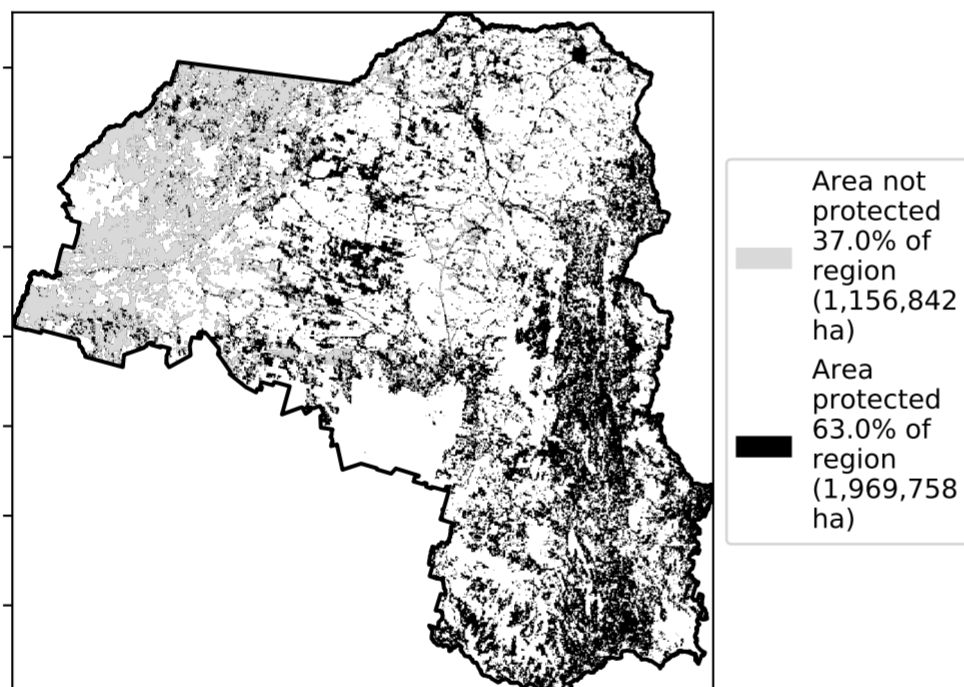 Area not
protected
37.0% of
region
(1,156,842
ha)
Area
protected
63.0% of
region
(1,969,758
ha)